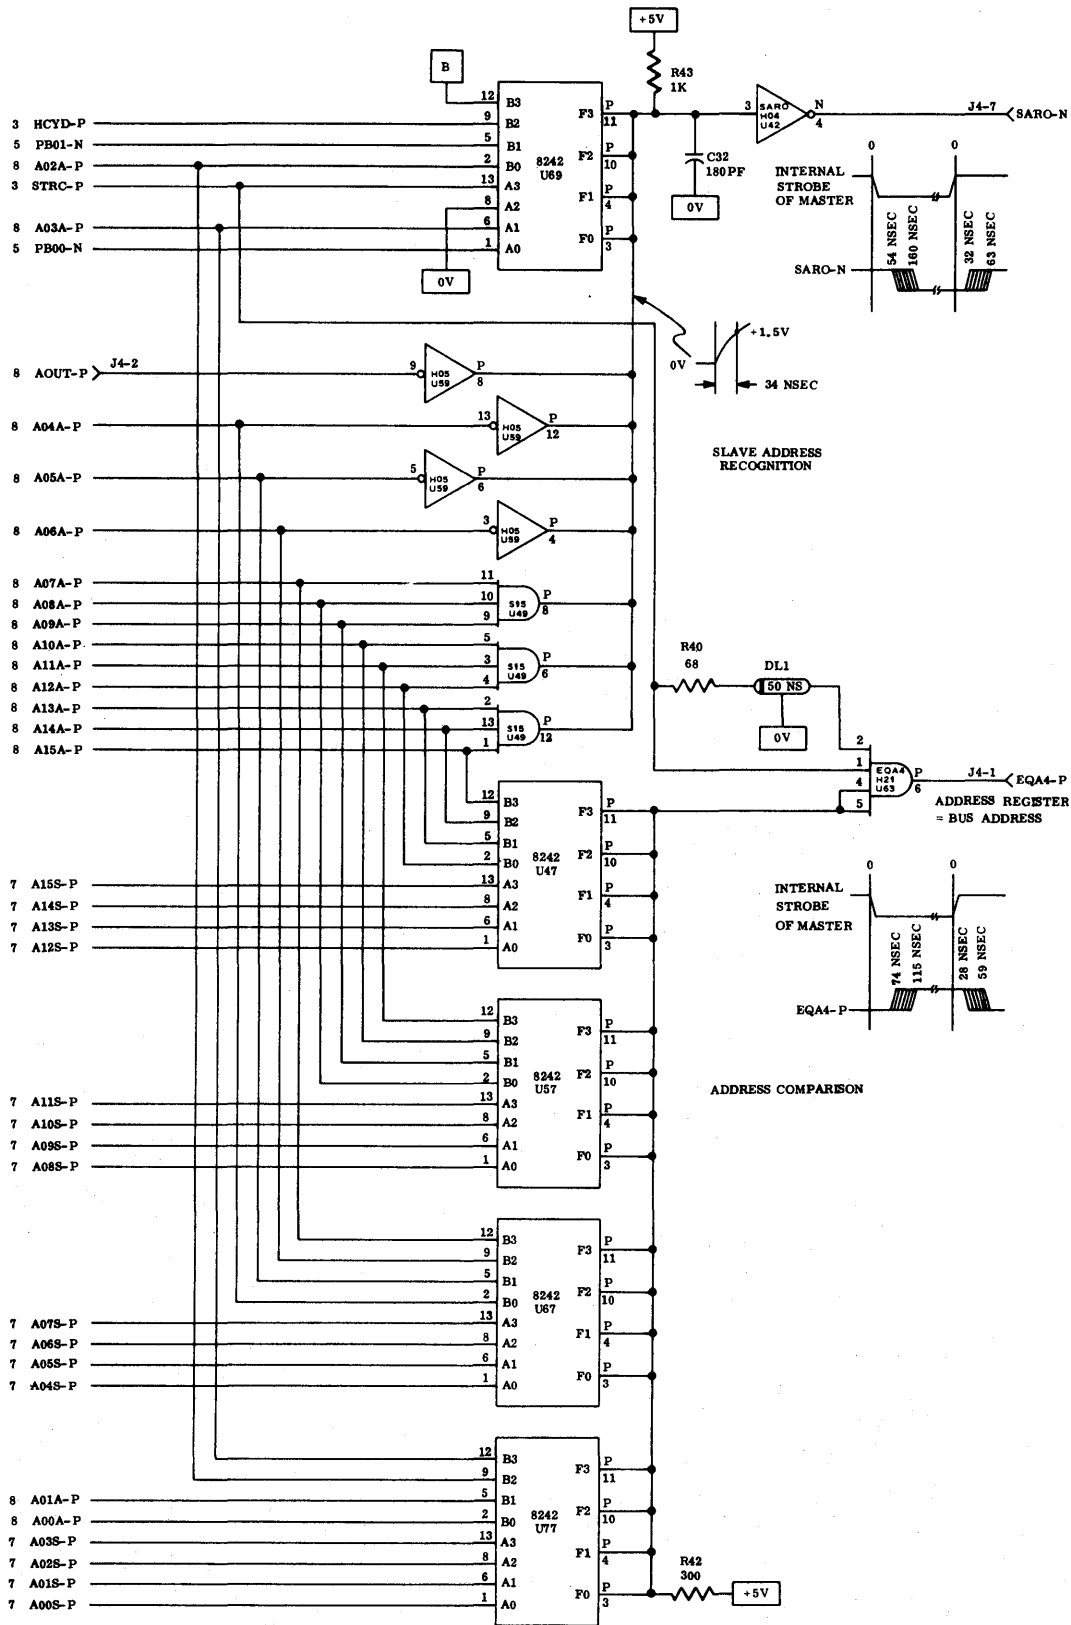 +5V
B
R43
1K
12 B3
3 HCYD-P 9 B2 F3 P 11
3 SARO H04 U42 N 4 J4-7 SARO-N
5 PB01-N 5 B1
8 A02A-P 2 B0 8242 U69 F2 P 10
C32 180PF
3 STRC-P 13 A3
8 A2 F1 P 4
0V
8 A03A-P 6 A1
5 PB00-N 1 A0 F0 P 3
0V
0 0
INTERNAL
STROBE
OF MASTER
54 NSEC
160 NSEC
32 NSEC
63 NSEC
SARO-N
+1.5V
0V
34 NSEC
8 AOUT-P J4-2 9 H05 U59 P 8
8 A04A-P 13 H05 U59 P 12
8 A05A-P 5 H05 U59 P 6
8 A06A-P 3 H05 U59 P 4
SLAVE ADDRESS
RECOGNITION
8 A07A-P 11
8 A08A-P 10 S15 U49 P 8
8 A09A-P 9
8 A10A-P 5
8 A11A-P 3 S15 U49 P 6
8 A12A-P 4
8 A13A-P 2
8 A14A-P 13 S15 U49 P 12
8 A15A-P 1
R40
68
DL1
50 NS
0V
2
1
4
5
EQA4 H21 U63 P 6 J4-1 EQA4-P
ADDRESS REGISTER
= BUS ADDRESS
12 B3 F3 P 11
9 B2
5 B1
2 B0 8242 U47 F2 P 10
7 A15S-P 13 A3
7 A14S-P 8 A2 F1 P 4
7 A13S-P 6 A1
7 A12S-P 1 A0 F0 P 3
0 0
INTERNAL
STROBE
OF MASTER
74 NSEC
115 NSEC
28 NSEC
59 NSEC
EQA4-P
12 B3 F3 P 11
9 B2
5 B1
2 B0 8242 U57 F2 P 10
7 A11S-P 13 A3
7 A10S-P 8 A2 F1 P 4
7 A09S-P 6 A1
7 A08S-P 1 A0 F0 P 3
ADDRESS COMPARISON
12 B3 F3 P 11
9 B2
5 B1
2 B0 8242 U67 F2 P 10
7 A07S-P 13 A3
7 A06S-P 8 A2 F1 P 4
7 A05S-P 6 A1
7 A04S-P 1 A0 F0 P 3
12 B3 F3 P 11
9 B2
8 A01A-P 5 B1
8 A00A-P 2 B0 8242 U77 F2 P 10
7 A03S-P 13 A3
7 A02S-P 8 A2 F1 P 4
7 A01S-P 6 A1
7 A00S-P 1 A0 F0 P 3
R42
300
+5V